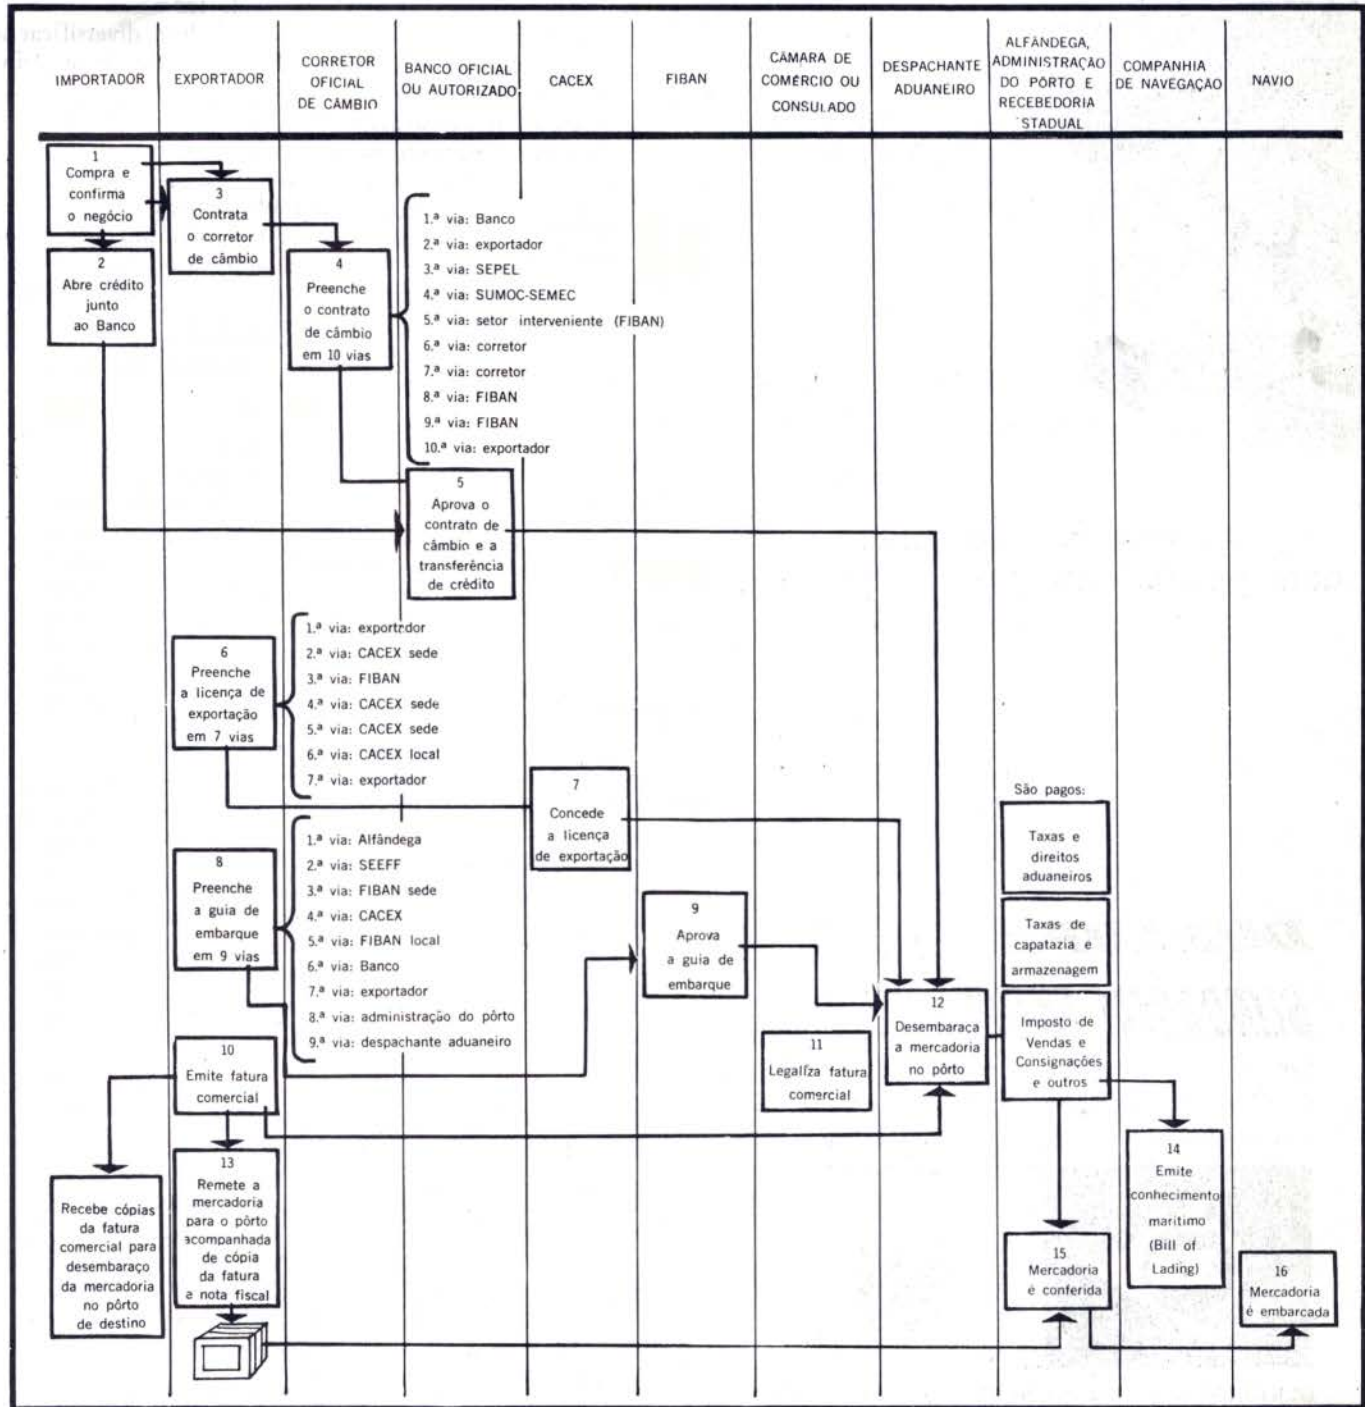 IMPORTADOR
EXPORTADOR
CORRETOR
OFICIAL
DE CÂMBIO
BANCO OFICIAL
OU AUTORIZADO
CACEX
FIBAN
CÂMARA DE
COMÉRCIO OU
CONSULADO
DESPACHANTE
ADUANEIRO
ALFÂNDEGA,
ADMINISTRAÇÃO
DO PÔRTO E
RECEBEDORIA
STADUAL
COMPANHIA
DE NAVEGAÇÃO
NAVIO
1
Compra e
confirma
o negócio
2
Abre crédito
junto
ao Banco
3
Contrata
o corretor
de câmbio
4
Preenche
o contrato
de câmbio
em 10 vias
1.ª via: Banco
2.ª via: exportador
3.ª via: SEPEL
4.ª via: SUMOC-SEMEC
5.ª via: setor interveniente (FIBAN)
6.ª via: corretor
7.ª via: corretor
8.ª via: FIBAN
9.ª via: FIBAN
10.ª via: exportador
5
Aprova o
contrato de
câmbio e a
transferência
de crédito
6
Preenche
a licença de
exportação
em 7 vias
1.ª via: exportador
2.ª via: CACEX sede
3.ª via: FIBAN
4.ª via: CACEX sede
5.ª via: CACEX sede
6.ª via: CACEX local
7.ª via: exportador
7
Concede
a licença
de exportação
8
Preenche
a guia de
embarque
em 9 vias
1.ª via: Alfândega
2.ª via: SEEFF
3.ª via: FIBAN sede
4.ª via: CACEX
5.ª via: FIBAN local
6.ª via: Banco
7.ª via: exportador
8.ª via: administração do pôrto
9.ª via: despachante aduaneiro
9
Aprova
a guia de
embarque
10
Emite fatura
comercial
11
Legaliza fatura
comercial
12
Desembaraça
a mercadoria
no pôrto
São pagos:
Taxas e
direitos
aduaneiros
Taxas de
capatazia e
armazenagem
Imposto de
Vendas e
Consignações
e outros
Recebe cópias
da fatura
comercial para
desembaraço
da mercadoria
no pôrto
de destino
13
Remete a
mercadoria
para o pôrto
acompanhada
de cópia
da fatura
e nota fiscal
14
Emite
conhecimento
marítimo
(Bill of
Lading)
15
Mercadoria
é conferida
16
Mercadoria
é embarcada